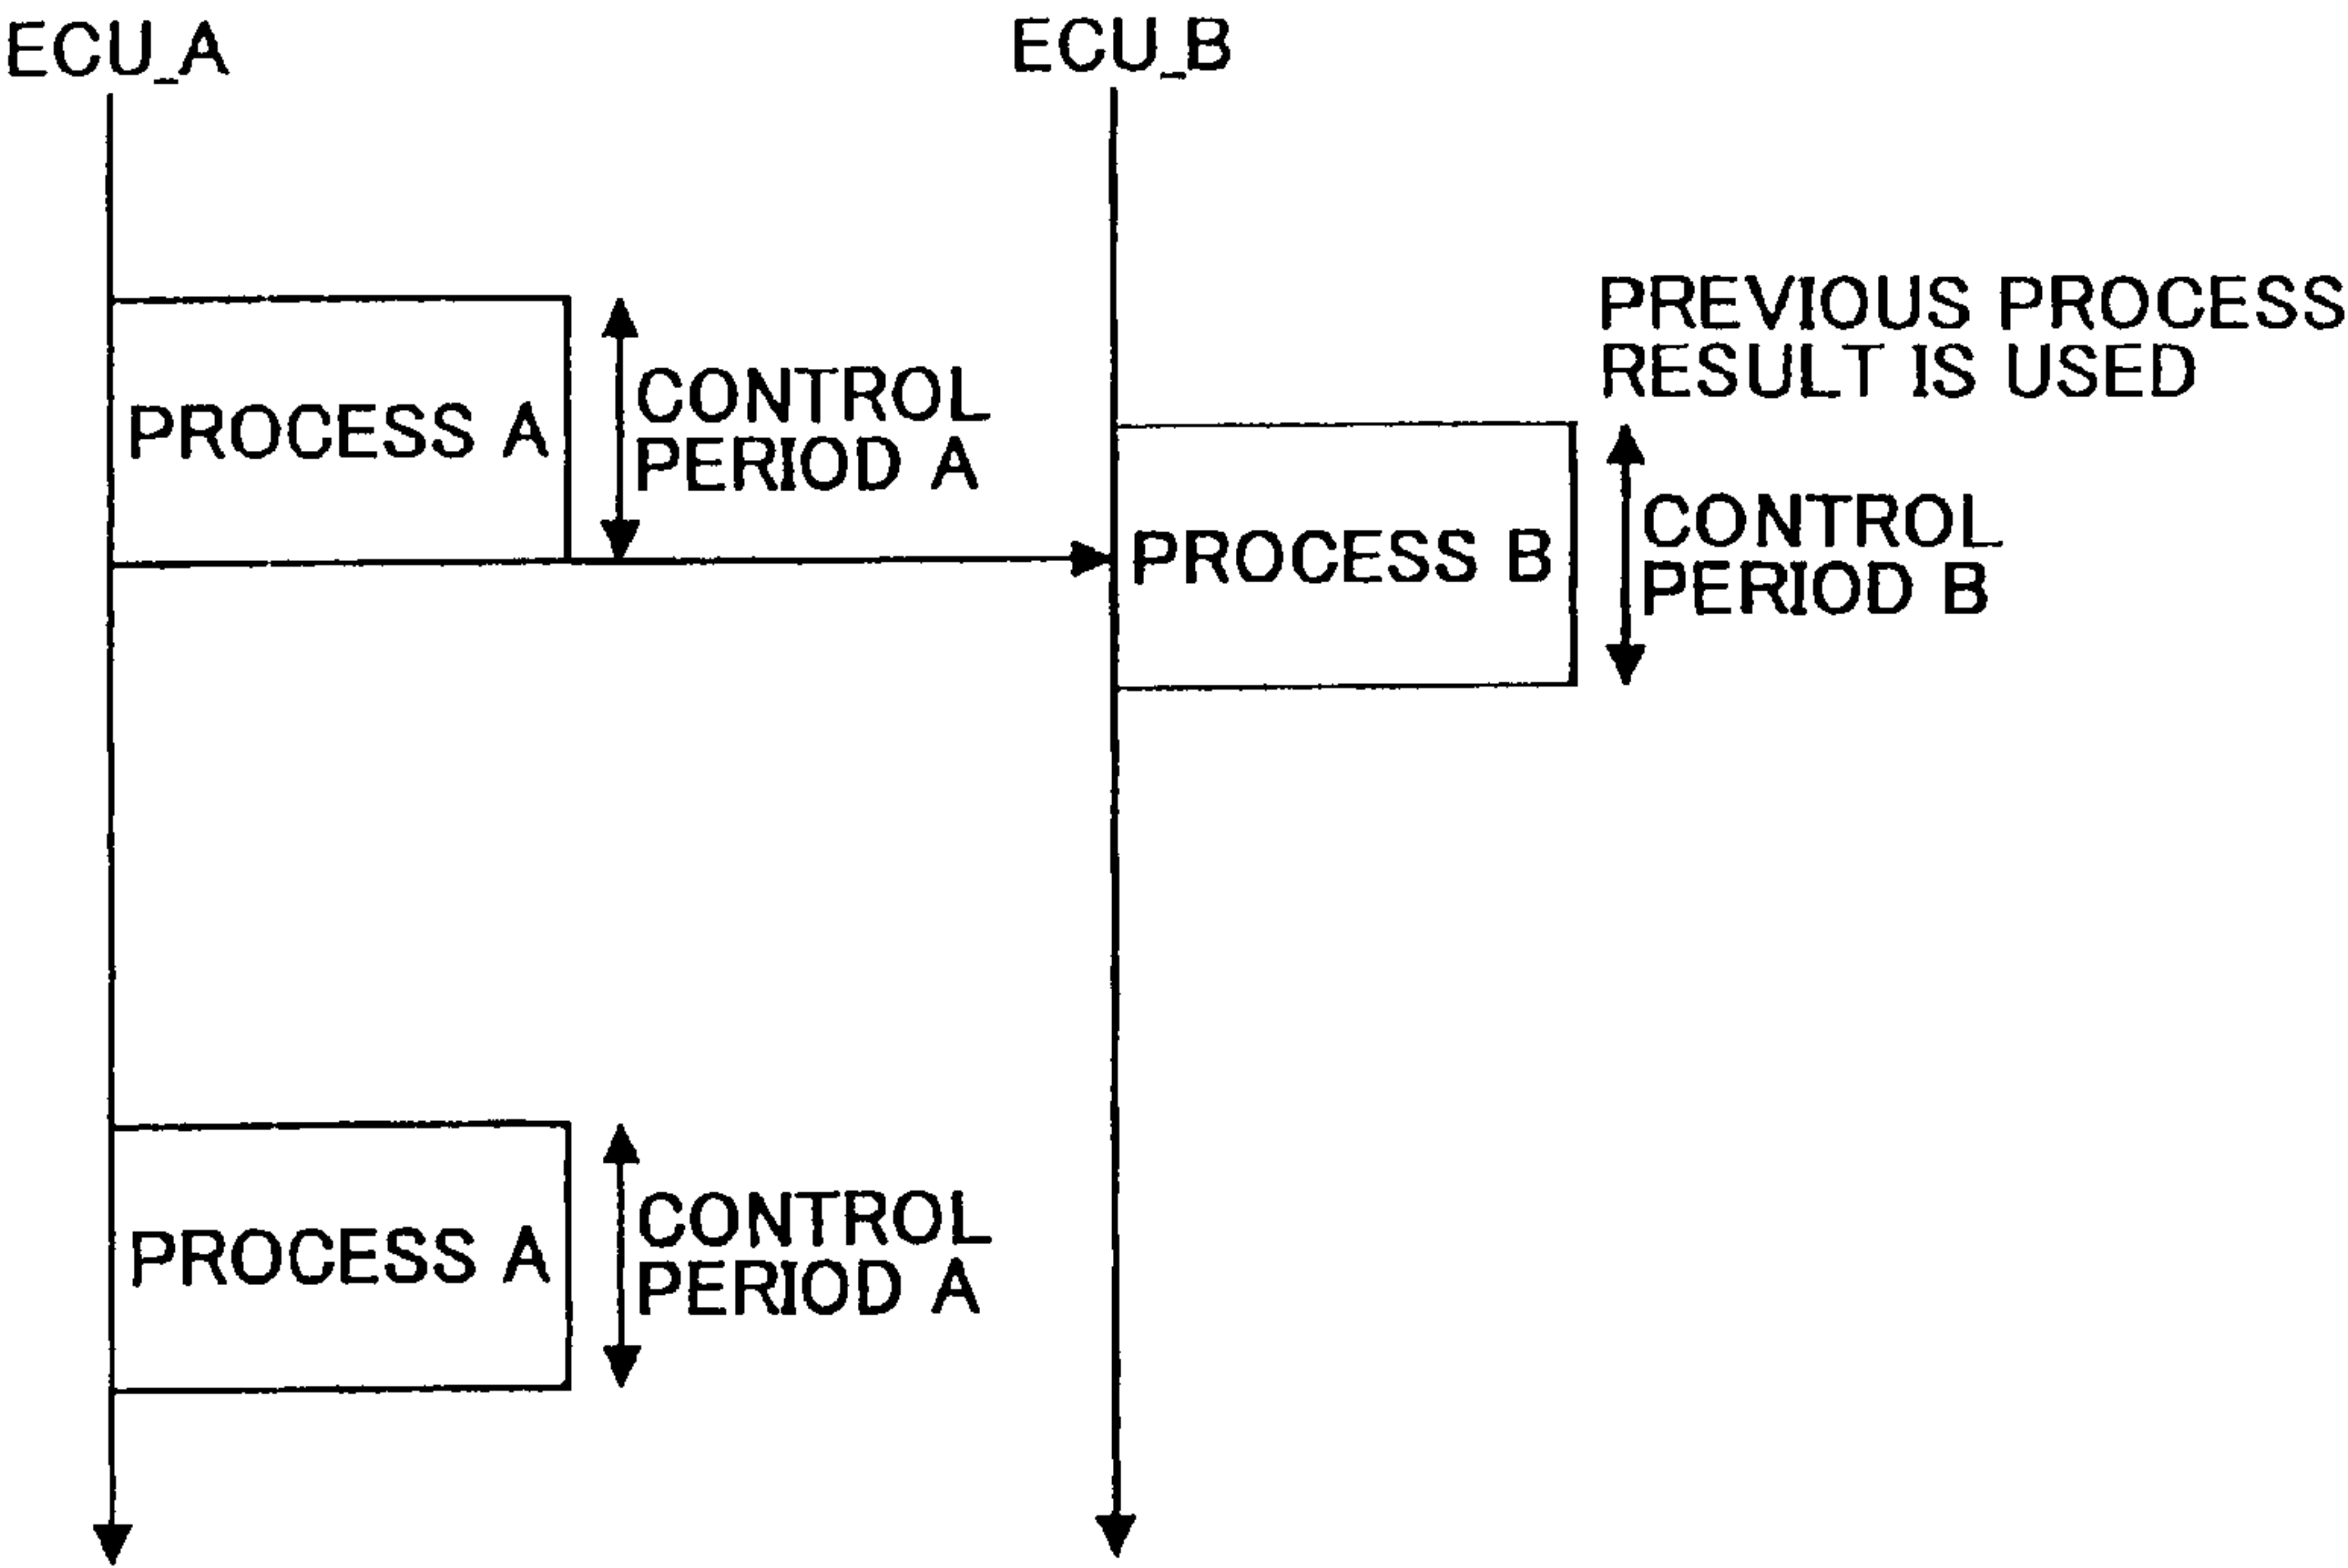 ECU_A
ECU_B
PREVIOUS PROCESS
RESULT IS USED
PROCESS A
CONTROL
PERIOD A
PROCESS B
CONTROL
PERIOD B
PROCESS A
CONTROL
PERIOD A